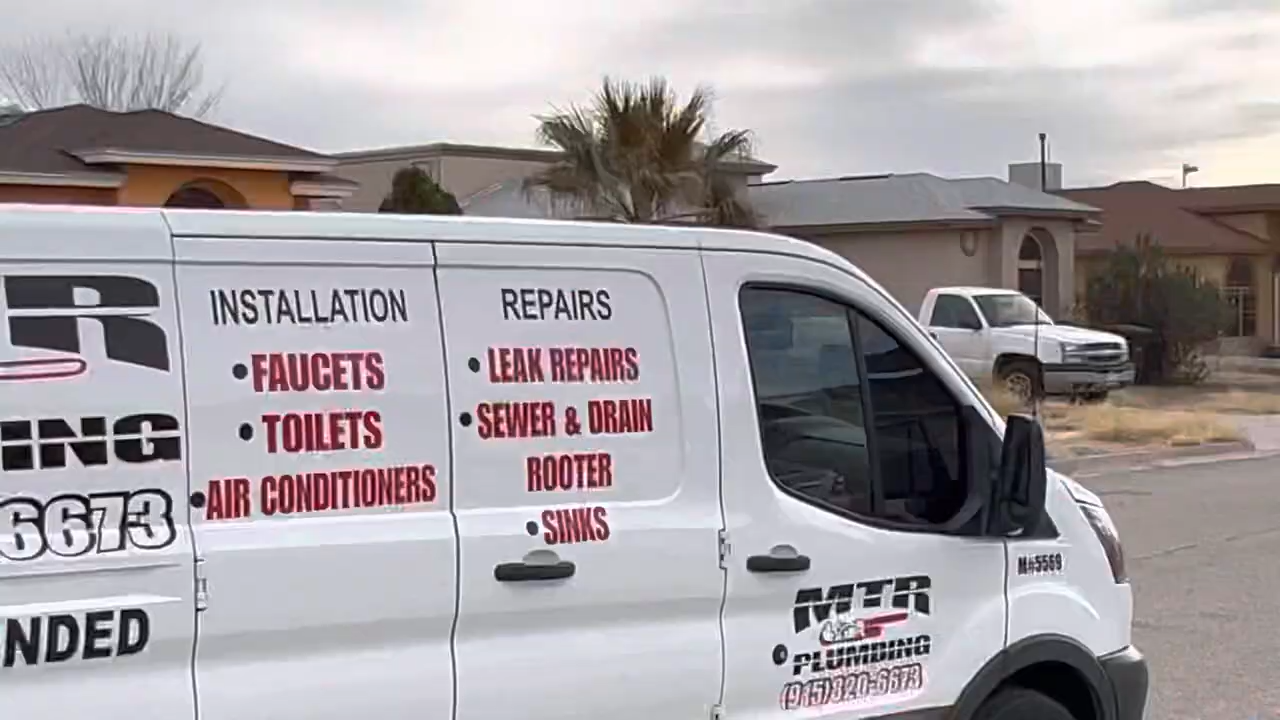 R
ING
6673
NDED
INSTALLATION
• FAUCETS
• TOILETS
• AIR CONDITIONERS
REPAIRS
• LEAK REPAIRS
• SEWER & DRAIN
ROOTER
• SINKS
M#5569
MTR
PLUMBING
(915)320-6673